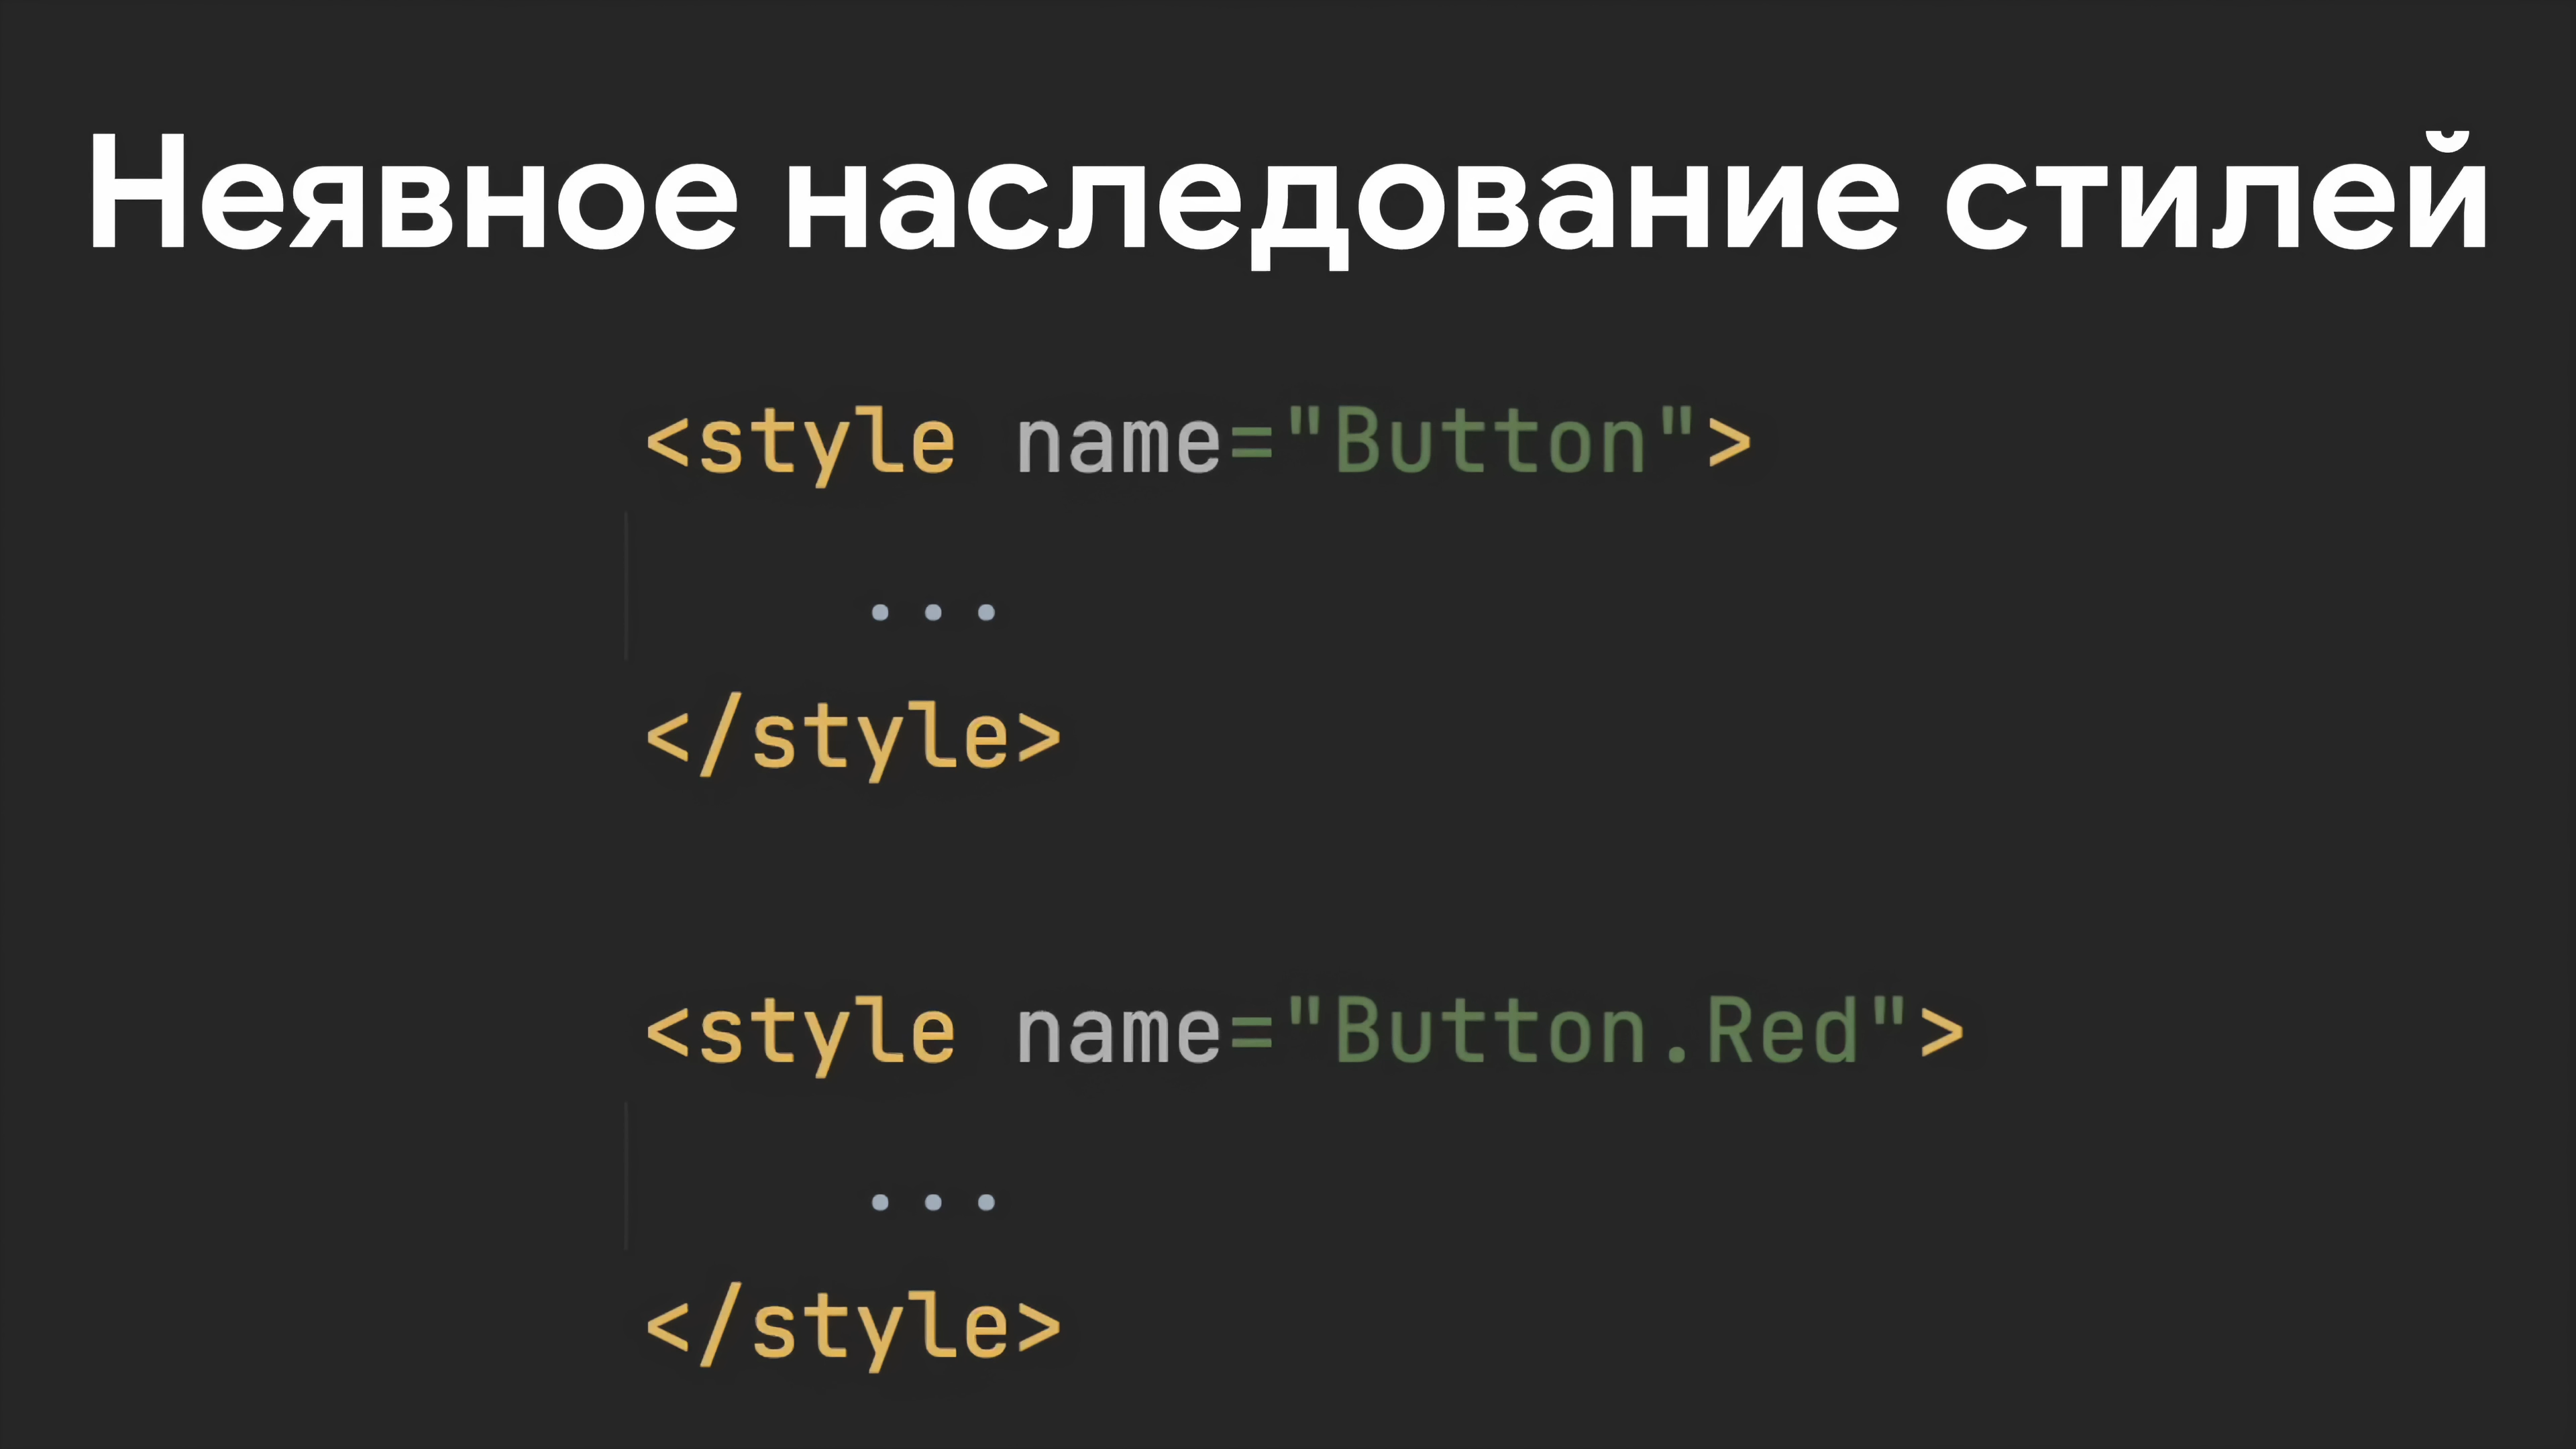 Неявное наследование стилей
<style name="Button">
...
</style>
<style name="Button.Red">
...
</style>